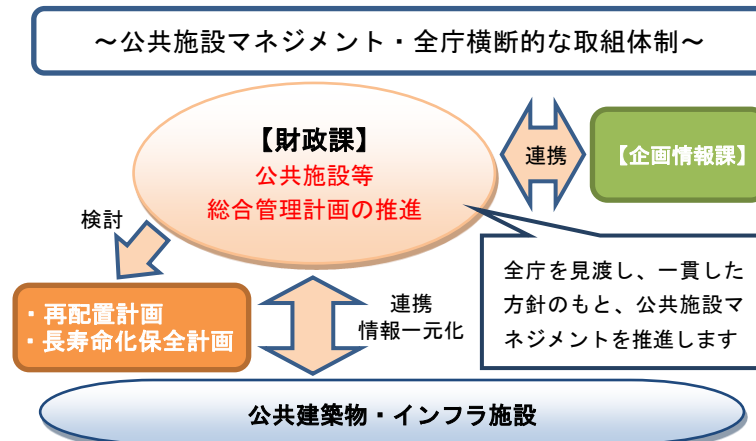 ～公共施設マネジメント・全庁横断的な取組体制～
【財政課】
公共施設等
総合管理計画の推進
連携
【企画情報課】
検討
全庁を見渡し、一貫した
方針のもと、公共施設マ
ネジメントを推進します
・再配置計画
・長寿命化保全計画
連携
情報一元化
公共建築物・インフラ施設